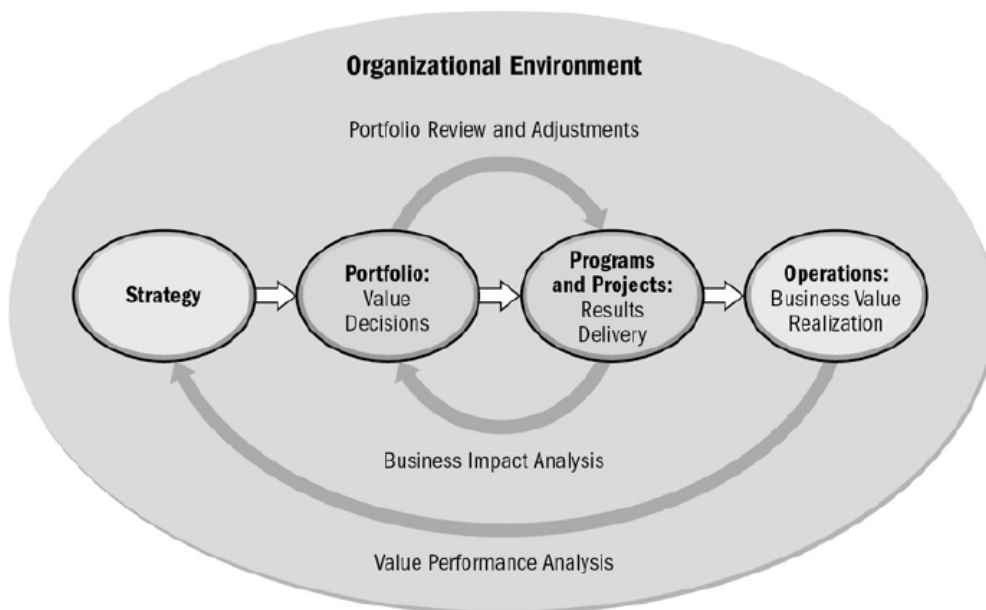 Organizational Environment
Portfolio Review and Adjustments
Strategy
Portfolio:
Value
Decisions
Programs
and Projects:
Results
Delivery
Operations:
Business Value
Realization
Business Impact Analysis
Value Performance Analysis